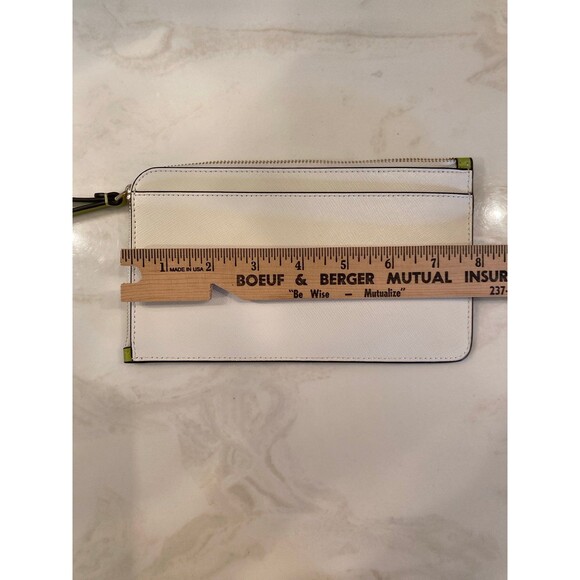 1 MADE IN USA 2 3 4 5 6 7 8
BOEUF & BERGER MUTUAL INSUR
"Be Wise – Mutualize" 237-